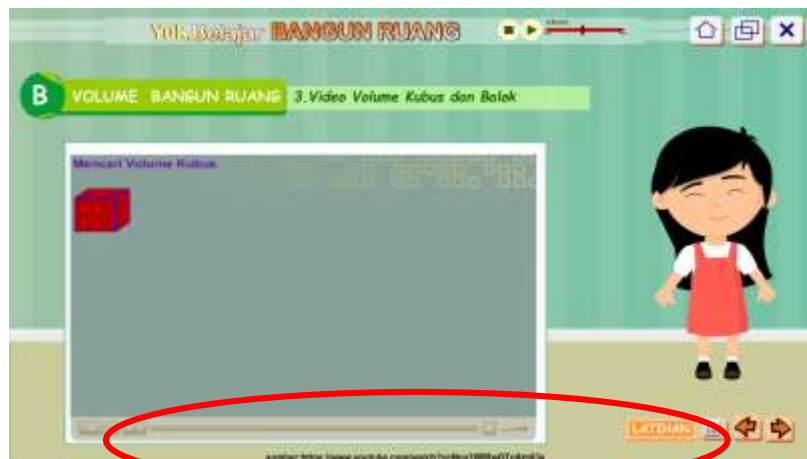 Yuk Belajar BANGUN RUANG
B VOLUME BANGUN RUANG 3.Video Volume Kubus dan Balok
Mencari Volume Kubus
LATIHAN